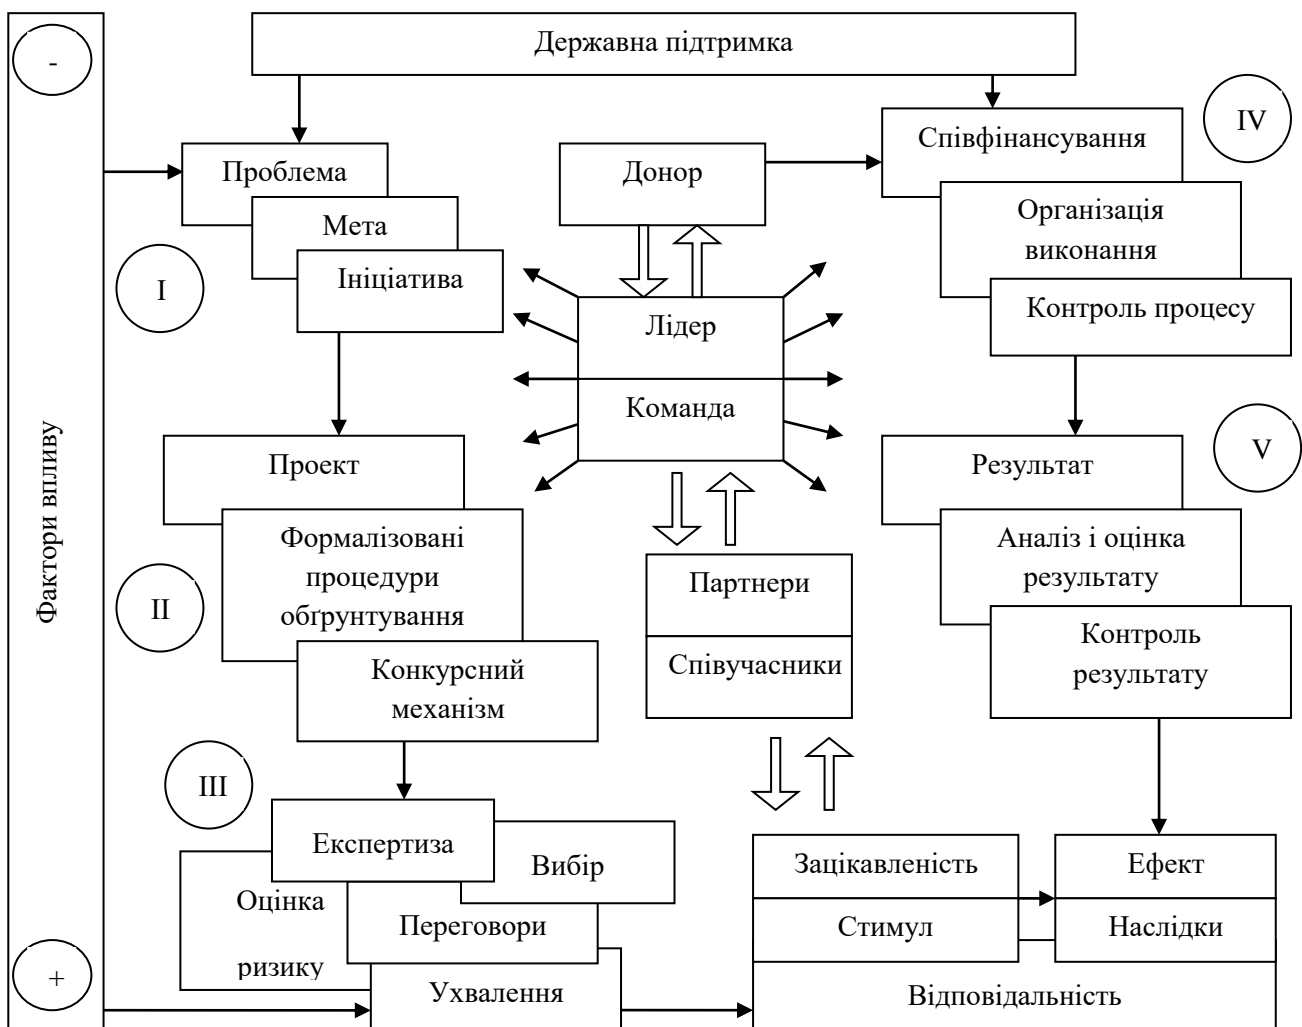 -
Державна підтримка
IV
Співфінансування
Проблема
Донор
Мета
Організація
виконання
I
Ініціатива
Контроль процесу
Лідер
Команда
Фактори впливу
Проект
Результат
V
Формалізовані
процедури
обґрунтування
Аналіз і оцінка
результату
II
Партнери
Співучасники
Контроль
результату
Конкурсний
механізм
III
Експертиза
Вибір
Зацікавленість
Ефект
Оцінка
ризику
Переговори
Стимул
Наслідки
+
Ухвалення
Відповідальність